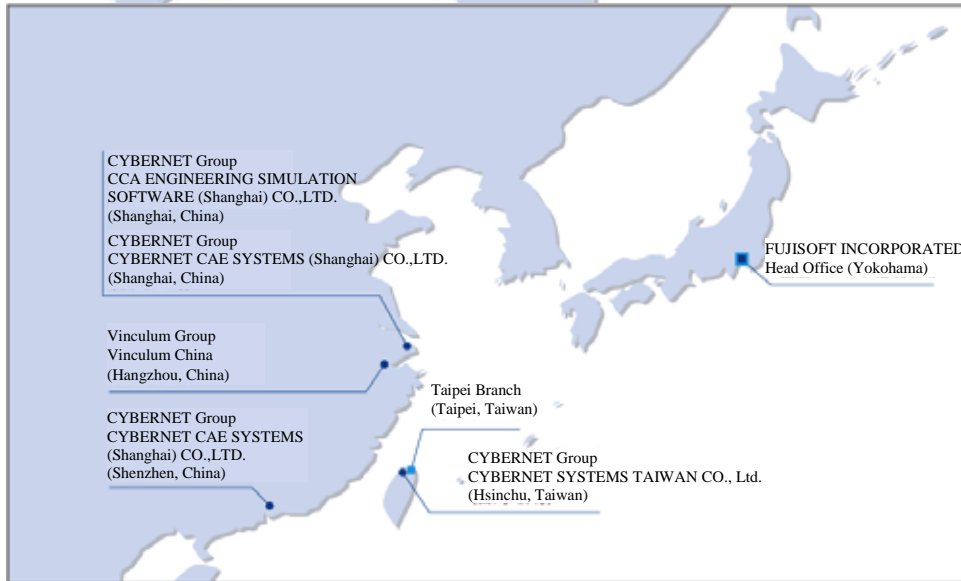 CYBERNET Group
CCA ENGINEERING SIMULATION
SOFTWARE (Shanghai) CO.,LTD.
(Shanghai, China)
CYBERNET Group
CYBERNET CAE SYSTEMS (Shanghai) CO.,LTD.
(Shanghai, China)
Vinculum Group
Vinculum China
(Hangzhou, China)
CYBERNET Group
CYBERNET CAE SYSTEMS
(Shanghai) CO.,LTD.
(Shenzhen, China)
Taipei Branch
(Taipei, Taiwan)
CYBERNET Group
CYBERNET SYSTEMS TAIWAN CO., Ltd.
(Hsinchu, Taiwan)
FUJISOFT INCORPORATED
Head Office (Yokohama)